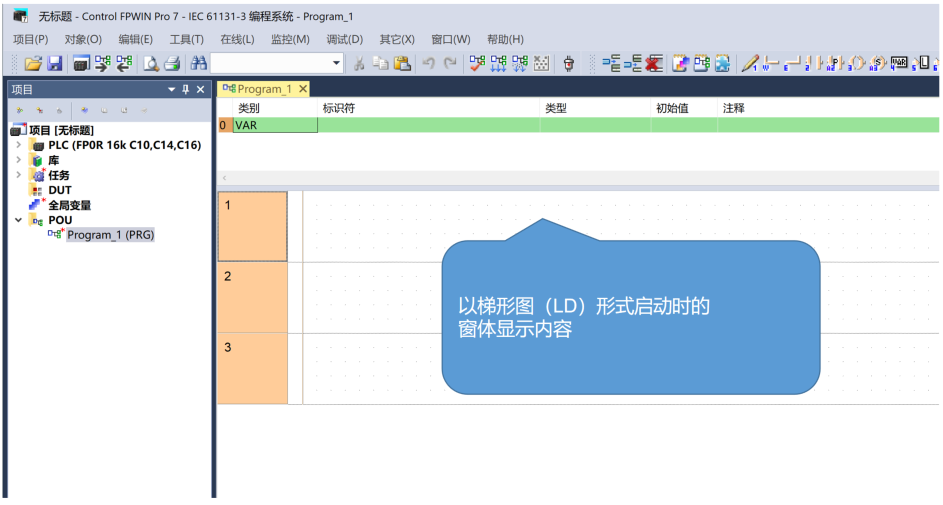 无标题 - Control FPWIN Pro 7 - IEC 61131-3 编程系统 - Program_1
项目(P) 对象(O) 编辑(E) 工具(T) 在线(L) 监控(M) 调试(D) 其它(X) 窗口(W) 帮助(H)
项目
Program_1
类别 标识符 类型 初始值 注释
0 VAR
项目 [无标题]
PLC (FP0R 16k C10,C14,C16)
库
任务
DUT
全局变量
POU
Program_1 (PRG)
1
2
3
以梯形图（LD）形式启动时的
窗体显示内容